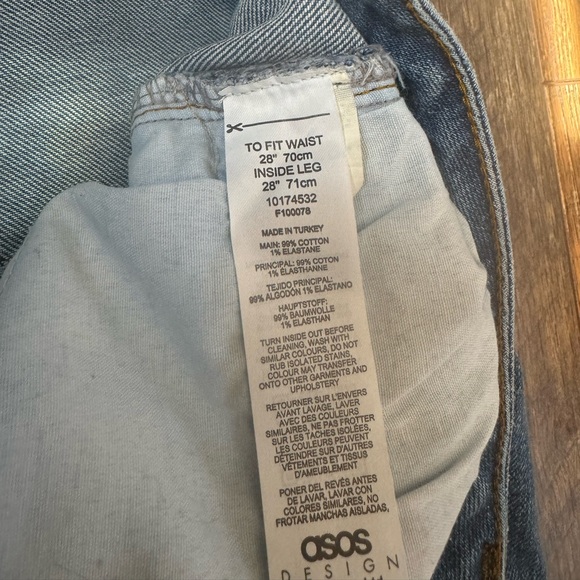 TO FIT WAIST
28" 70cm
INSIDE LEG
28" 71cm
10174532
F100078
MADE IN TURKEY
MAIN: 99% COTTON
1% ELASTANE
PRINCIPAL: 99% COTON
1% ÉLASTHANNE
TEJIDO PRINCIPAL:
99% ALGODÓN 1% ELASTANO
HAUPTSTOFF:
99% BAUMWOLLE
1% ELASTHAN
TURN INSIDE OUT BEFORE
CLEANING, WASH WITH
SIMILAR COLOURS, DO NOT
RUB ISOLATED STAINS,
COLOUR MAY TRANSFER
ONTO OTHER GARMENTS AND
UPHOLSTERY
RETOURNER SUR L'ENVERS
AVANT LAVAGE, LAVER
AVEC DES COULEURS
SIMILAIRES, NE PAS FROTTER
SUR LES TACHES ISOLÉES,
LES COULEURS PEUVENT
DÉTEINDRE SUR D'AUTRES
VÊTEMENTS ET TISSUS
D'AMEUBLEMENT
PONER DEL REVÉS ANTES
DE LAVAR, LAVAR CON
COLORES SIMILARES, NO
FROTAR MANCHAS AISLADAS,
asos
DESIGN